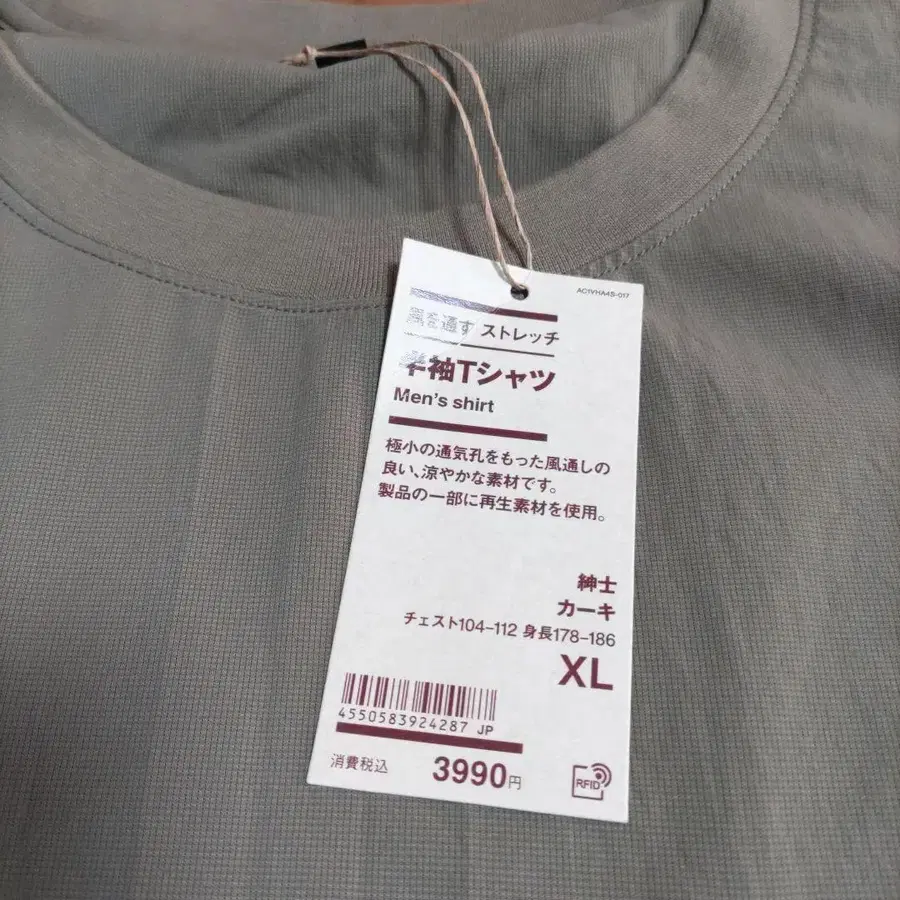 AC1VHA4S-017
風を通す ストレッチ
半袖Tシャツ
Men's shirt
極小の通気孔をもった風通しの
良い、涼やかな素材です。
製品の一部に再生素材を使用。
紳士
カーキ
チェスト104-112 身長178-186
XL
4550583924287 JP
消費税込 3990円
RFID